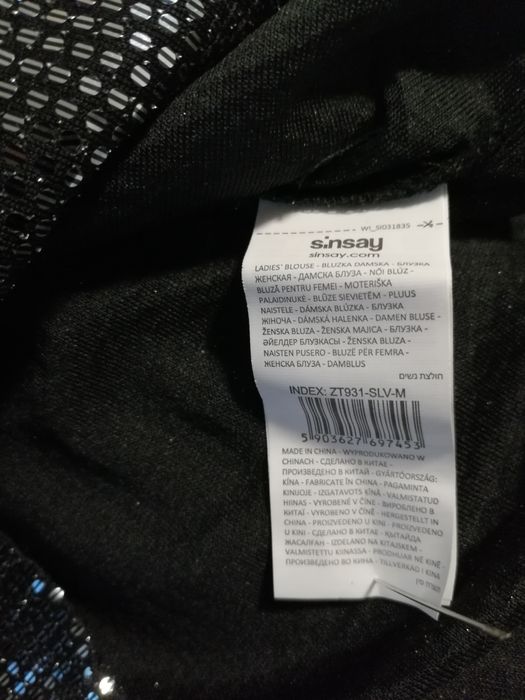 WI_SI031835
sinsay
sinsay.com
LADIES' BLOUSE - BLUZKA DAMSKA - БЛУЗКА
ЖЕНСКАЯ - ДАМСКА БЛУЗА - NŐI BLÚZ -
BLUZĂ PENTRU FEMEI - MOTERIŠKA
PALAIDINUKĖ - BLŪZE SIEVIETĒM - PLUUS
NAISTELE - DÁMSKÁ BLŮZKA - БЛУЗКА
ЖІНОЧА - DÁMSKA HALENKA - DAMEN BLUSE -
ŽENSKA BLUZA - ŽENSKA MAJICA - БЛУЗКА -
ӘЙЕЛДЕР БЛУЗКАСЫ - ŽENSKA BLUZA -
NAISTEN PUSERO - BLUZË PËR FEMRA -
ЖЕНСКА БЛУЗА - DAMBLUS
חולצת נשים
INDEX: ZT931-SLV-M
5 903627 697453
MADE IN CHINA - WYPRODUKOWANO W
CHINACH - СДЕЛАНО В КИТАЕ -
ПРОИЗВЕДЕНО В КИТАЙ - GYÁRTÓORSZÁG:
KÍNA - FABRICATE ÎN CHINA - PAGAMINTA
KINIJOJE - IZGATAVOTS ĶĪNĀ - VALMISTATUD
HIINAS - VYROBENÉ V ČÍNE - ВИРОБЛЕНО В
КИТАЇ - VYROBENO V ČÍNĚ - HERGESTELLT IN
CHINA - PROIZVEDENO U KINI - PROIZVEDENO
U KINI - СДЕЛАНО В КИТАЕ - ҚЫТАЙДА
ЖАСАЛҒАН - IZDELANO NA KITAJSKEM -
VALMISTETTU KIINASSA - PRODHUAR NË KINË -
ПРОИЗВЕДЕНО ВО КИНА - TILLVERKAD I KINA
תוצרת סין